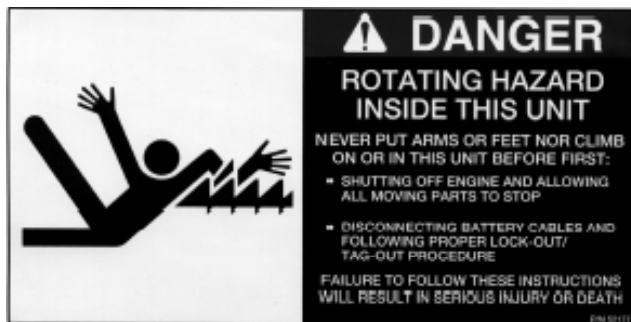 DANGER
ROTATING HAZARD
INSIDE THIS UNIT
NEVER PUT ARMS OR FEET NOR CLIMB
ON OR IN THIS UNIT BEFORE FIRST:
SHUTTING OFF ENGINE AND ALLOWING
ALL MOVING PARTS TO STOP
DISCONNECTING BATTERY CABLES AND
FOLLOWING PROPER LOCK-OUT/
TAG-OUT PROCEDURE
FAILURE TO FOLLOW THESE INSTRUCTIONS
WILL RESULT IN SERIOUS INJURY OR DEATH
P/N